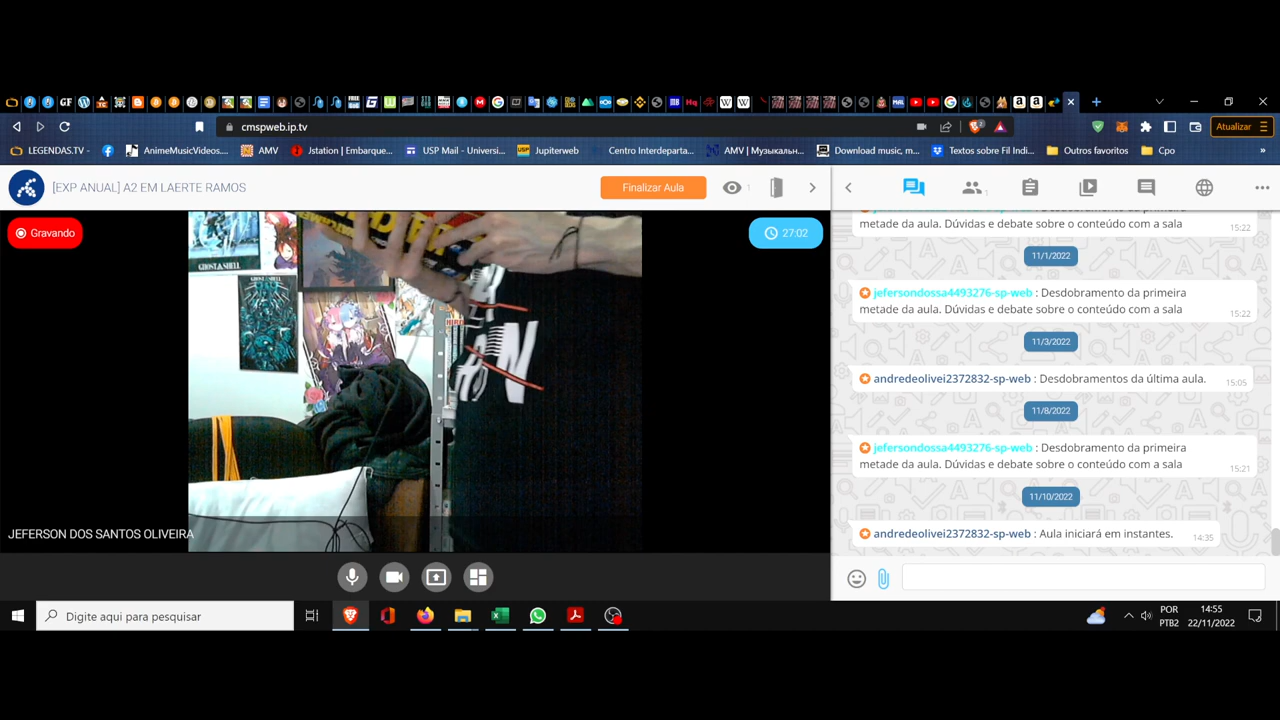 cmspweb.ip.tv
Atualizar
LEGENDAS.TV -
AnimeMusicVideos...
AMV
Jstation | Embarque...
USP Mail - Universi...
Jupiterweb
Centro Interdeparta...
AMV | Музыкальн...
Download music, m...
Textos sobre Fil Indi...
Outros favoritos
Cpo
»
[EXP ANUAL] A2 EM LAERTE RAMOS
Finalizar Aula
1
1
Gravando
27:02
GHOST IN THE SHELL
JEFERSON DOS SANTOS OLIVEIRA
metade da aula. Dúvidas e debate sobre o conteúdo com a sala
15:22
11/1/2022
jefersondossa4493276-sp-web : Desdobramento da primeira
metade da aula. Dúvidas e debate sobre o conteúdo com a sala
15:22
11/3/2022
andredeolivei2372832-sp-web : Desdobramentos da última aula.
15:05
11/8/2022
jefersondossa4493276-sp-web : Desdobramento da primeira
metade da aula. Dúvidas e debate sobre o conteúdo com a sala
15:21
11/10/2022
andredeolivei2372832-sp-web : Aula iniciará em instantes.
14:35
Digite aqui para pesquisar
POR
PTB2
14:55
22/11/2022